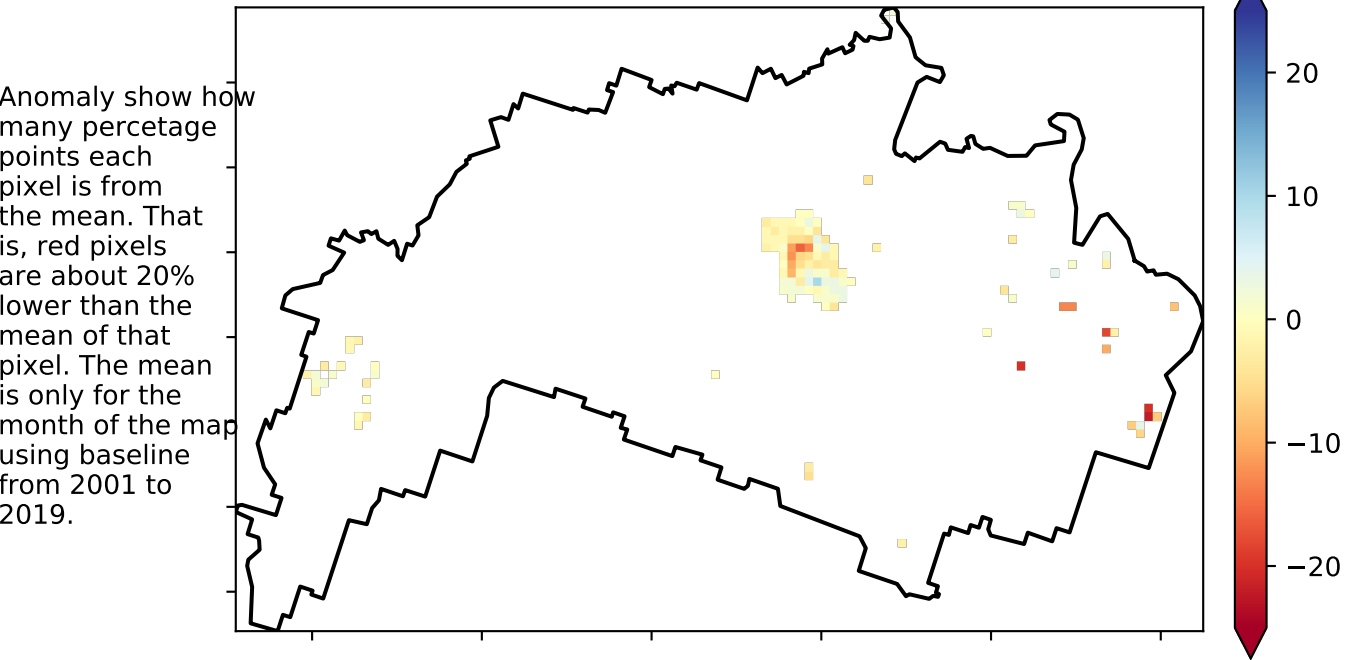 Anomaly show how
many percetage
points each
pixel is from
the mean. That
is, red pixels
are about 20%
lower than the
mean of that
pixel. The mean
is only for the
month of the map
using baseline
from 2001 to
2019.
20
10
0
−10
−20